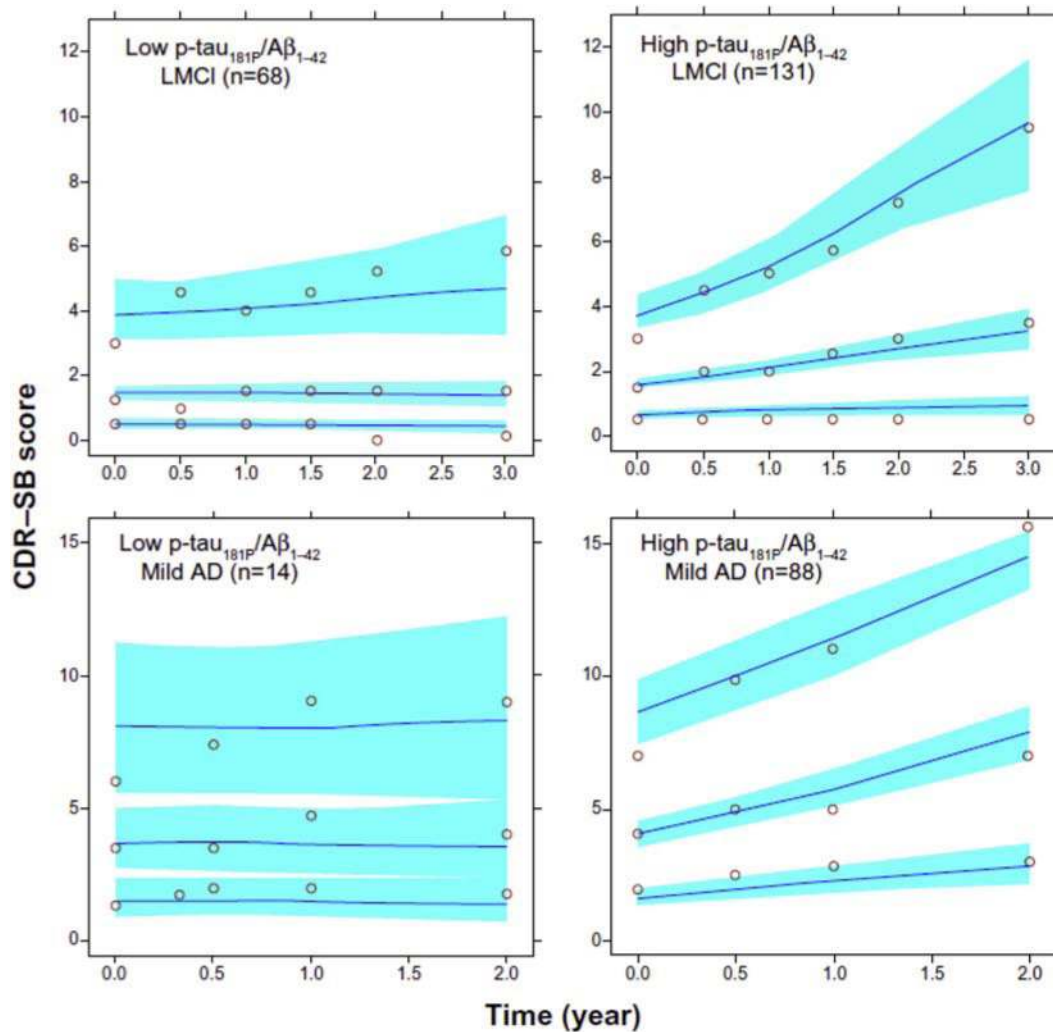 Low p-tau181P/Aβ1–42
LMCI (n=68)
High p-tau181P/Aβ1–42
LMCI (n=131)
12
10
8
6
4
2
0
12
10
8
6
4
2
0
0.0 0.5 1.0 1.5 2.0 2.5 3.0
0.0 0.5 1.0 1.5 2.0 2.5 3.0
CDR–SB score
Low p-tau181P/Aβ1–42
Mild AD (n=14)
High p-tau181P/Aβ1–42
Mild AD (n=88)
15
10
5
0
15
10
5
0
0.0 0.5 1.0 1.5 2.0
0.0 0.5 1.0 1.5 2.0
Time (year)